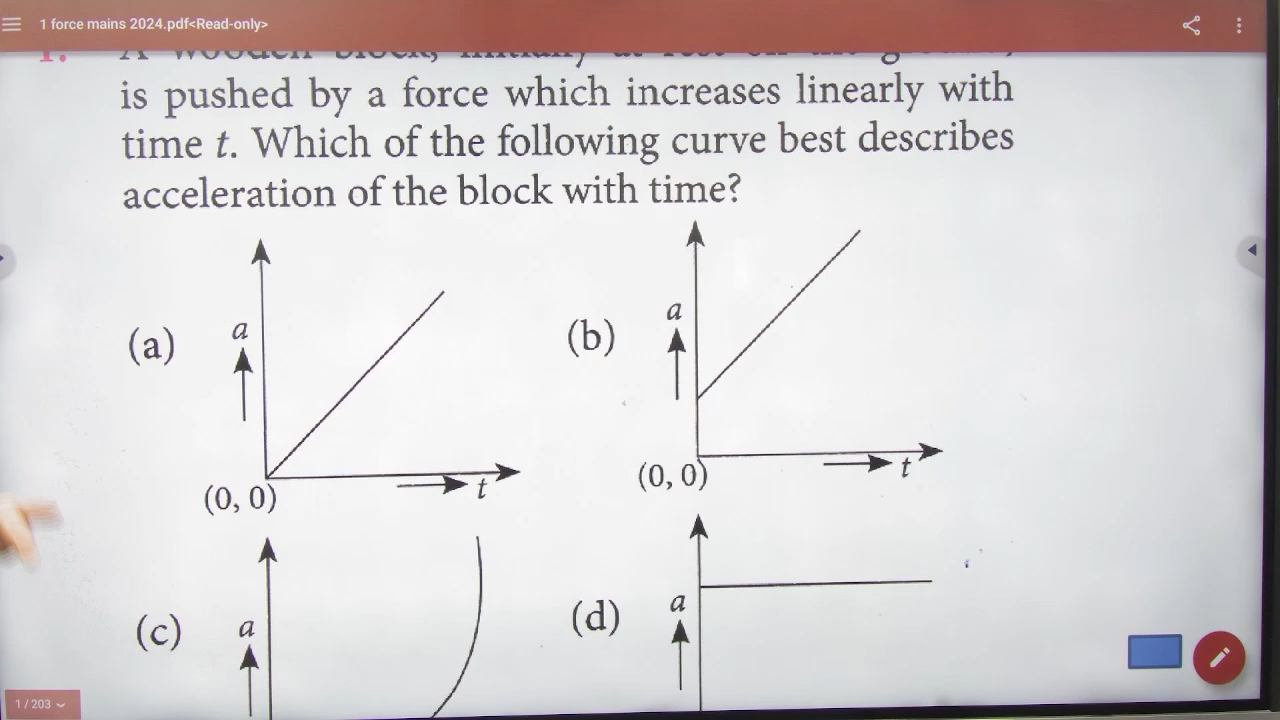 1 force mains 2024.pdf<Read-only>
is pushed by a force which increases linearly with
time t. Which of the following curve best describes
acceleration of the block with time?
(a) a t (0, 0)
(b) a t (0, 0)
(c) a
(d) a
1 / 203